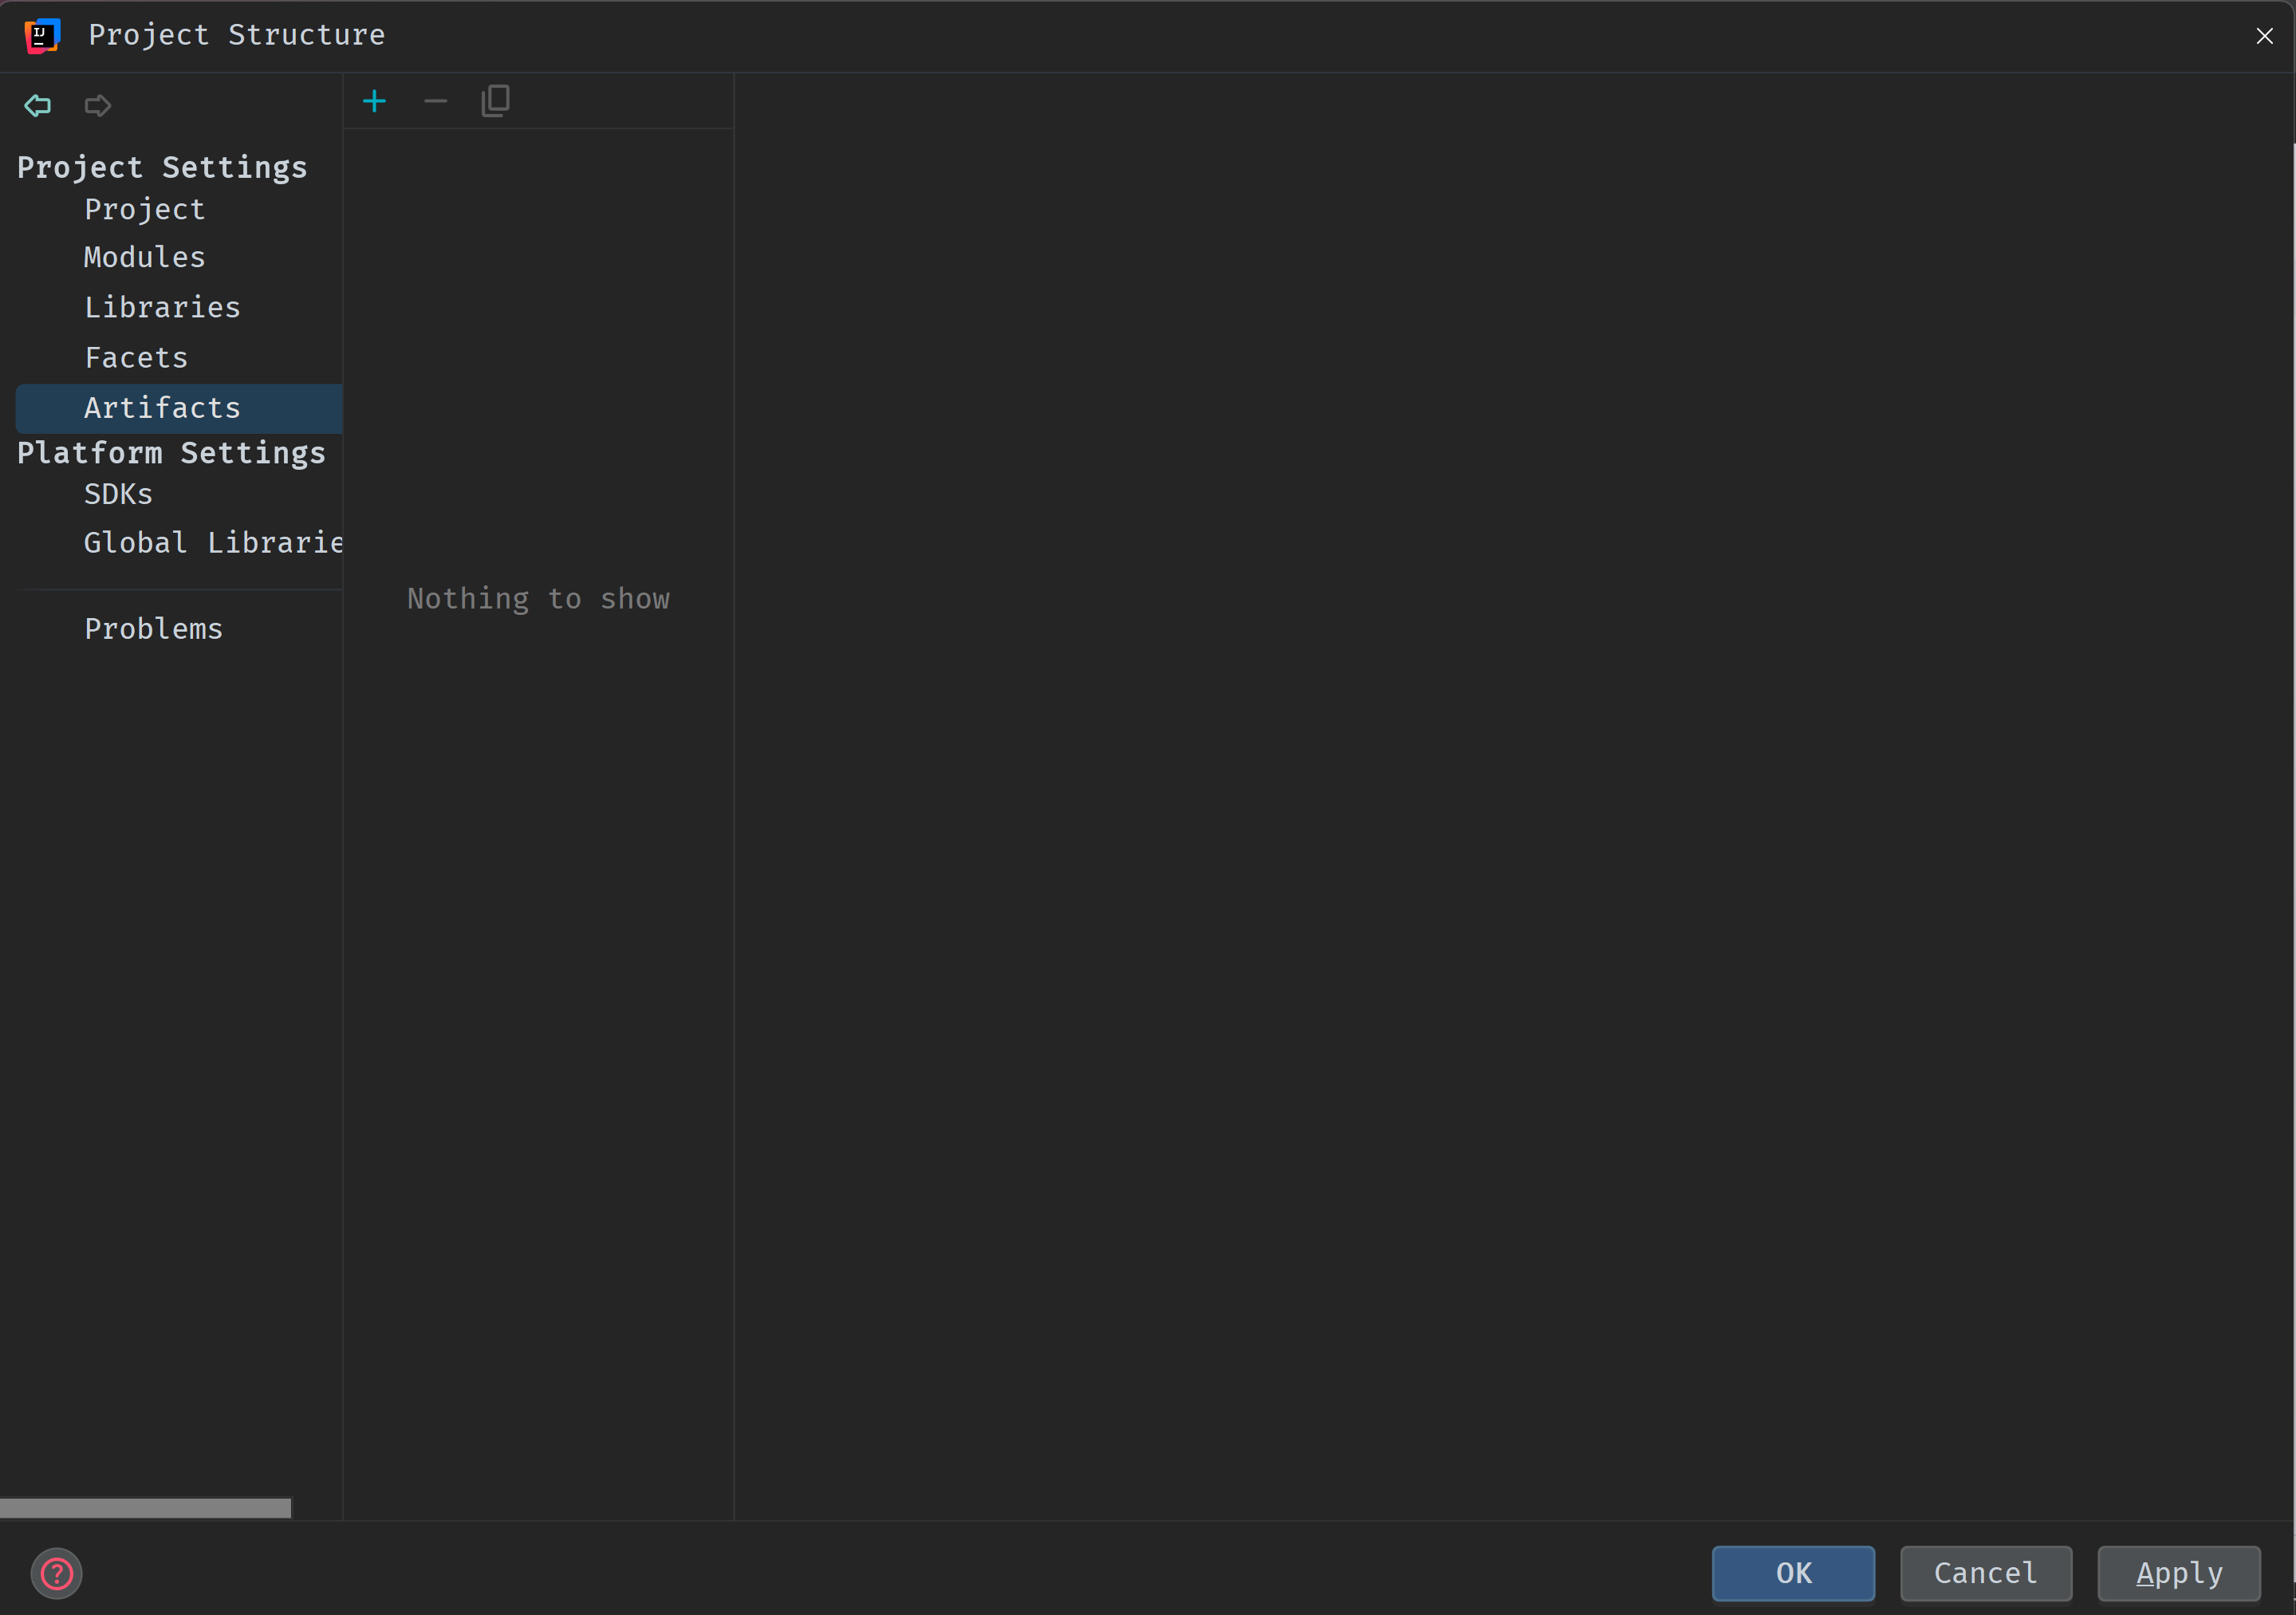 IJ
Project Structure
Project Settings
Project
Modules
Libraries
Facets
Artifacts
Platform Settings
SDKs
Global Librarie
Problems
Nothing to show
?
OK
Cancel
Apply